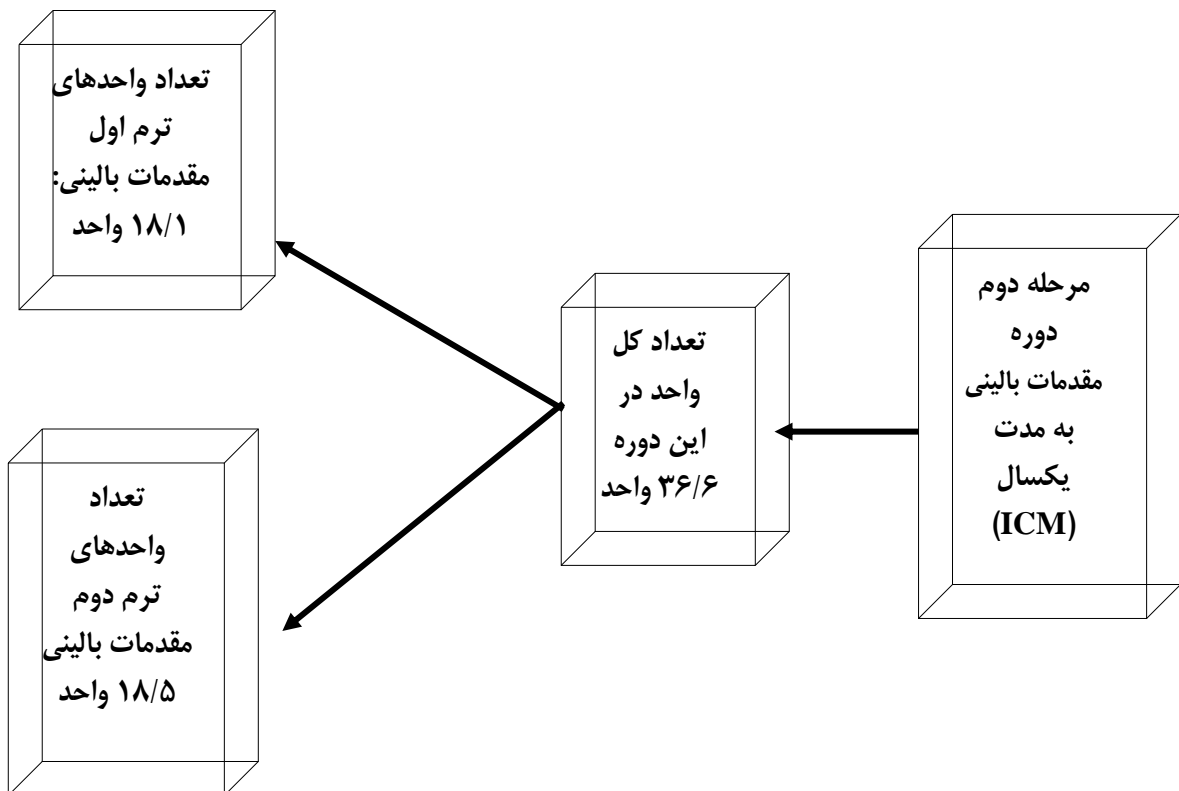 مرحله دوم
دوره
مقدمات بالینی
به مدت
یکسال
(ICM)
تعداد کل
واحد در
این دوره
۳۶/۶ واحد
تعداد واحدهای
ترم اول
مقدمات بالینی:
۱۸/۱ واحد
تعداد
واحدهای
ترم دوم
مقدمات بالینی
۱۸/۵ واحد